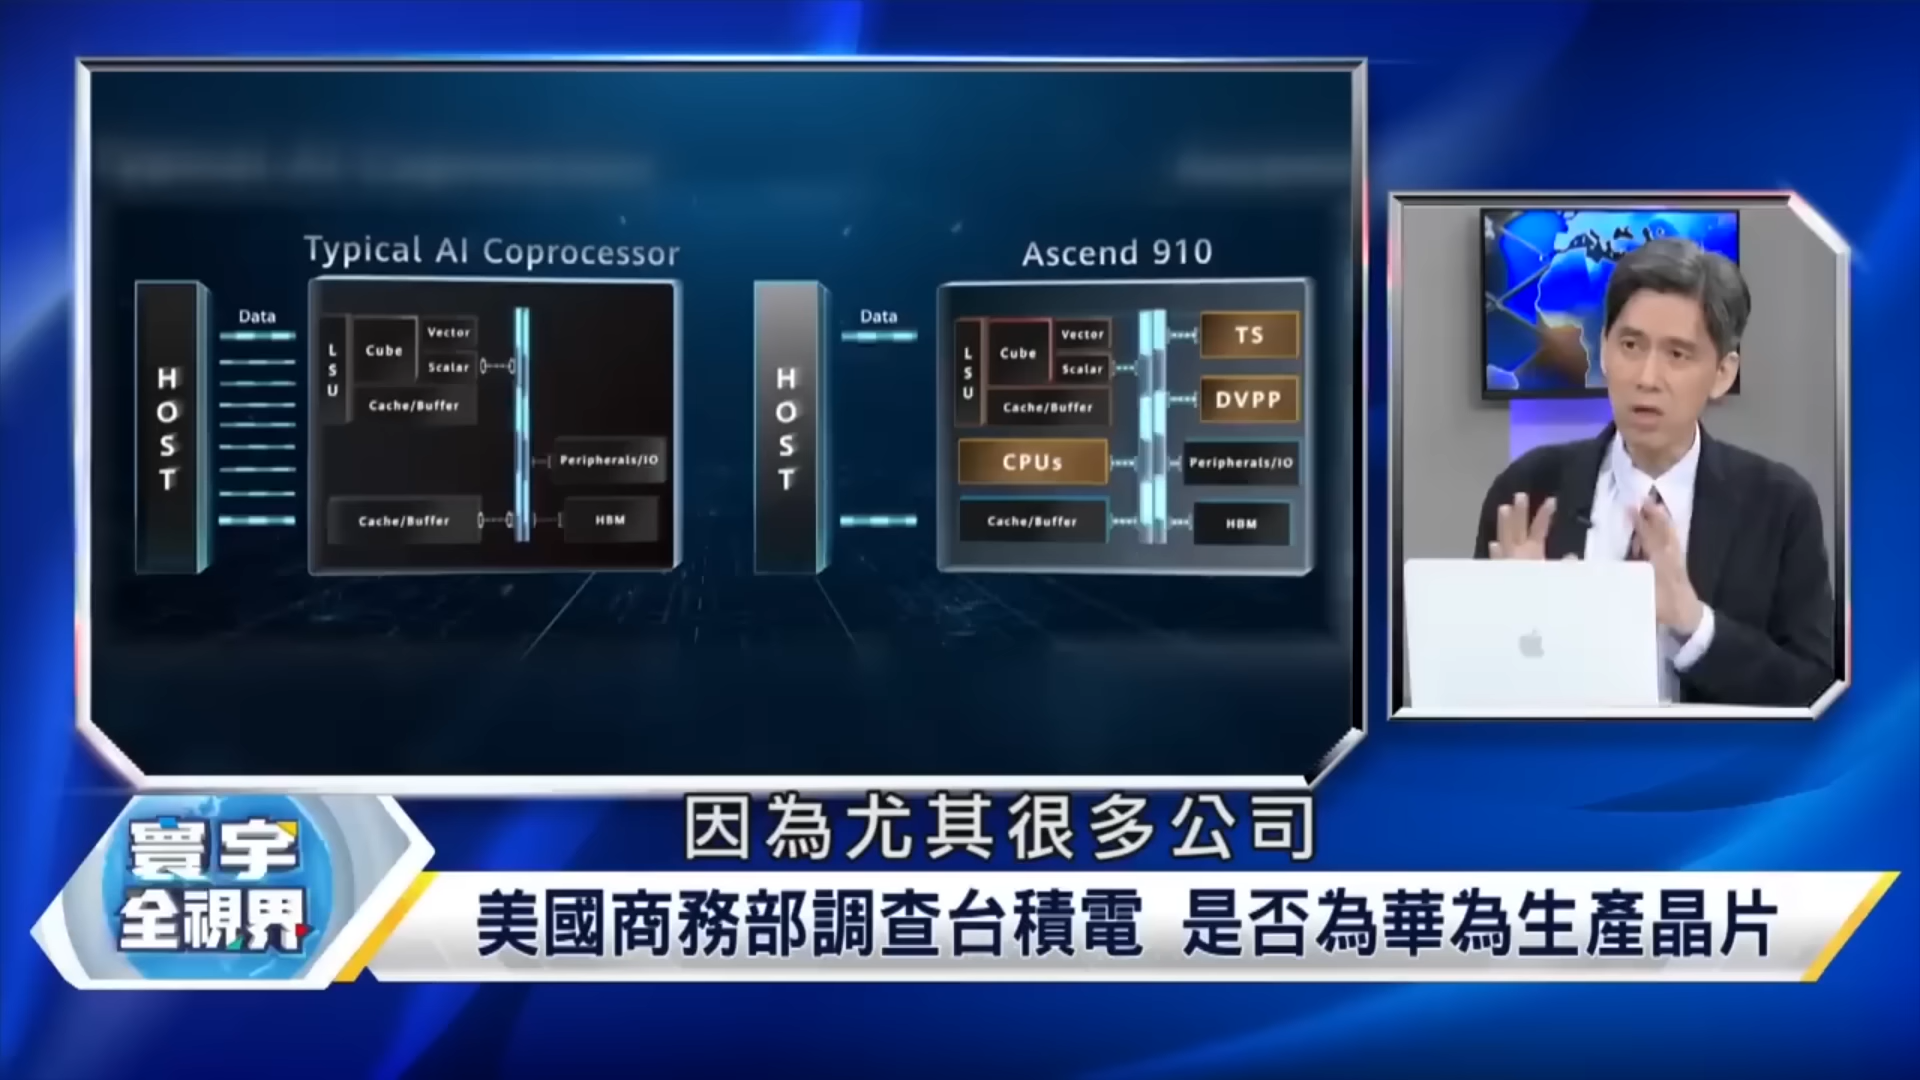 Typical AI Coprocessor
HOST
Data
LSU
Cube
Vector
Scalar
Cache/Buffer
Peripherals/IO
Cache/Buffer
HBM
Ascend 910
HOST
Data
LSU
Cube
Vector
Scalar
Cache/Buffer
TS
DVPP
CPUs
Peripherals/IO
Cache/Buffer
HBM
因為尤其很多公司
寰宇
全視界
美國商務部調查台積電 是否為華為生產晶片